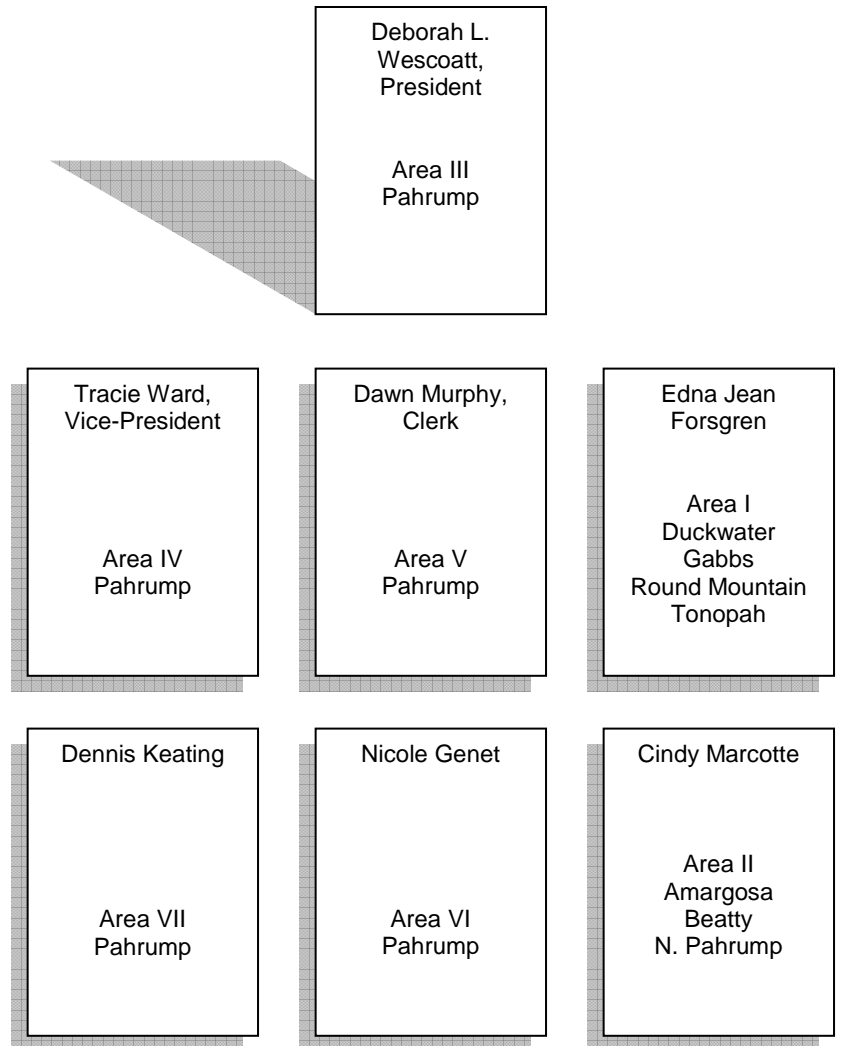 Deborah L.
Wescoatt,
President
Area III
Pahrump
Tracie Ward,
Vice-President
Area IV
Pahrump
Dawn Murphy,
Clerk
Area V
Pahrump
Edna Jean
Forsgren
Area I
Duckwater
Gabbs
Round Mountain
Tonopah
Dennis Keating
Area VII
Pahrump
Nicole Genet
Area VI
Pahrump
Cindy Marcotte
Area II
Amargosa
Beatty
N. Pahrump